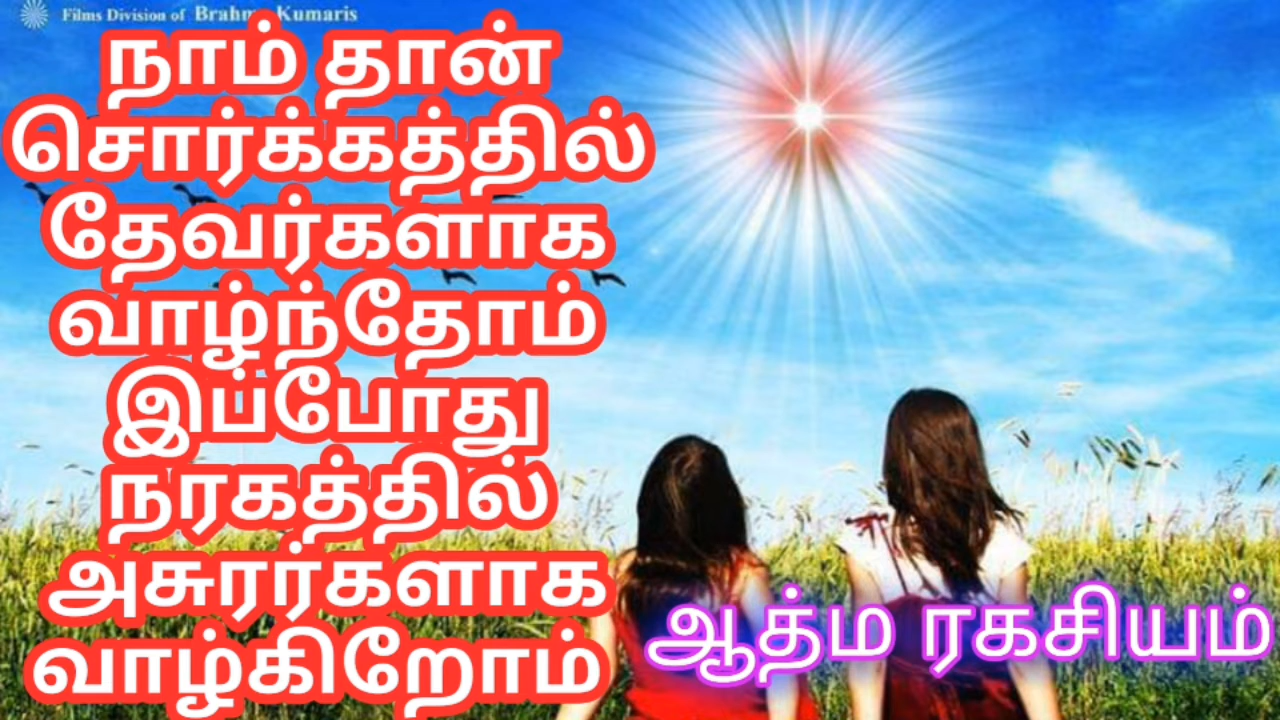 Films Division of Brahma Kumaris
நாம் தான்
சொர்க்கத்தில்
தேவர்களாக
வாழ்ந்தோம்
இப்போது
நரகத்தில்
அசுரர்களாக
வாழ்கிறோம்
ஆத்ம ரகசியம்